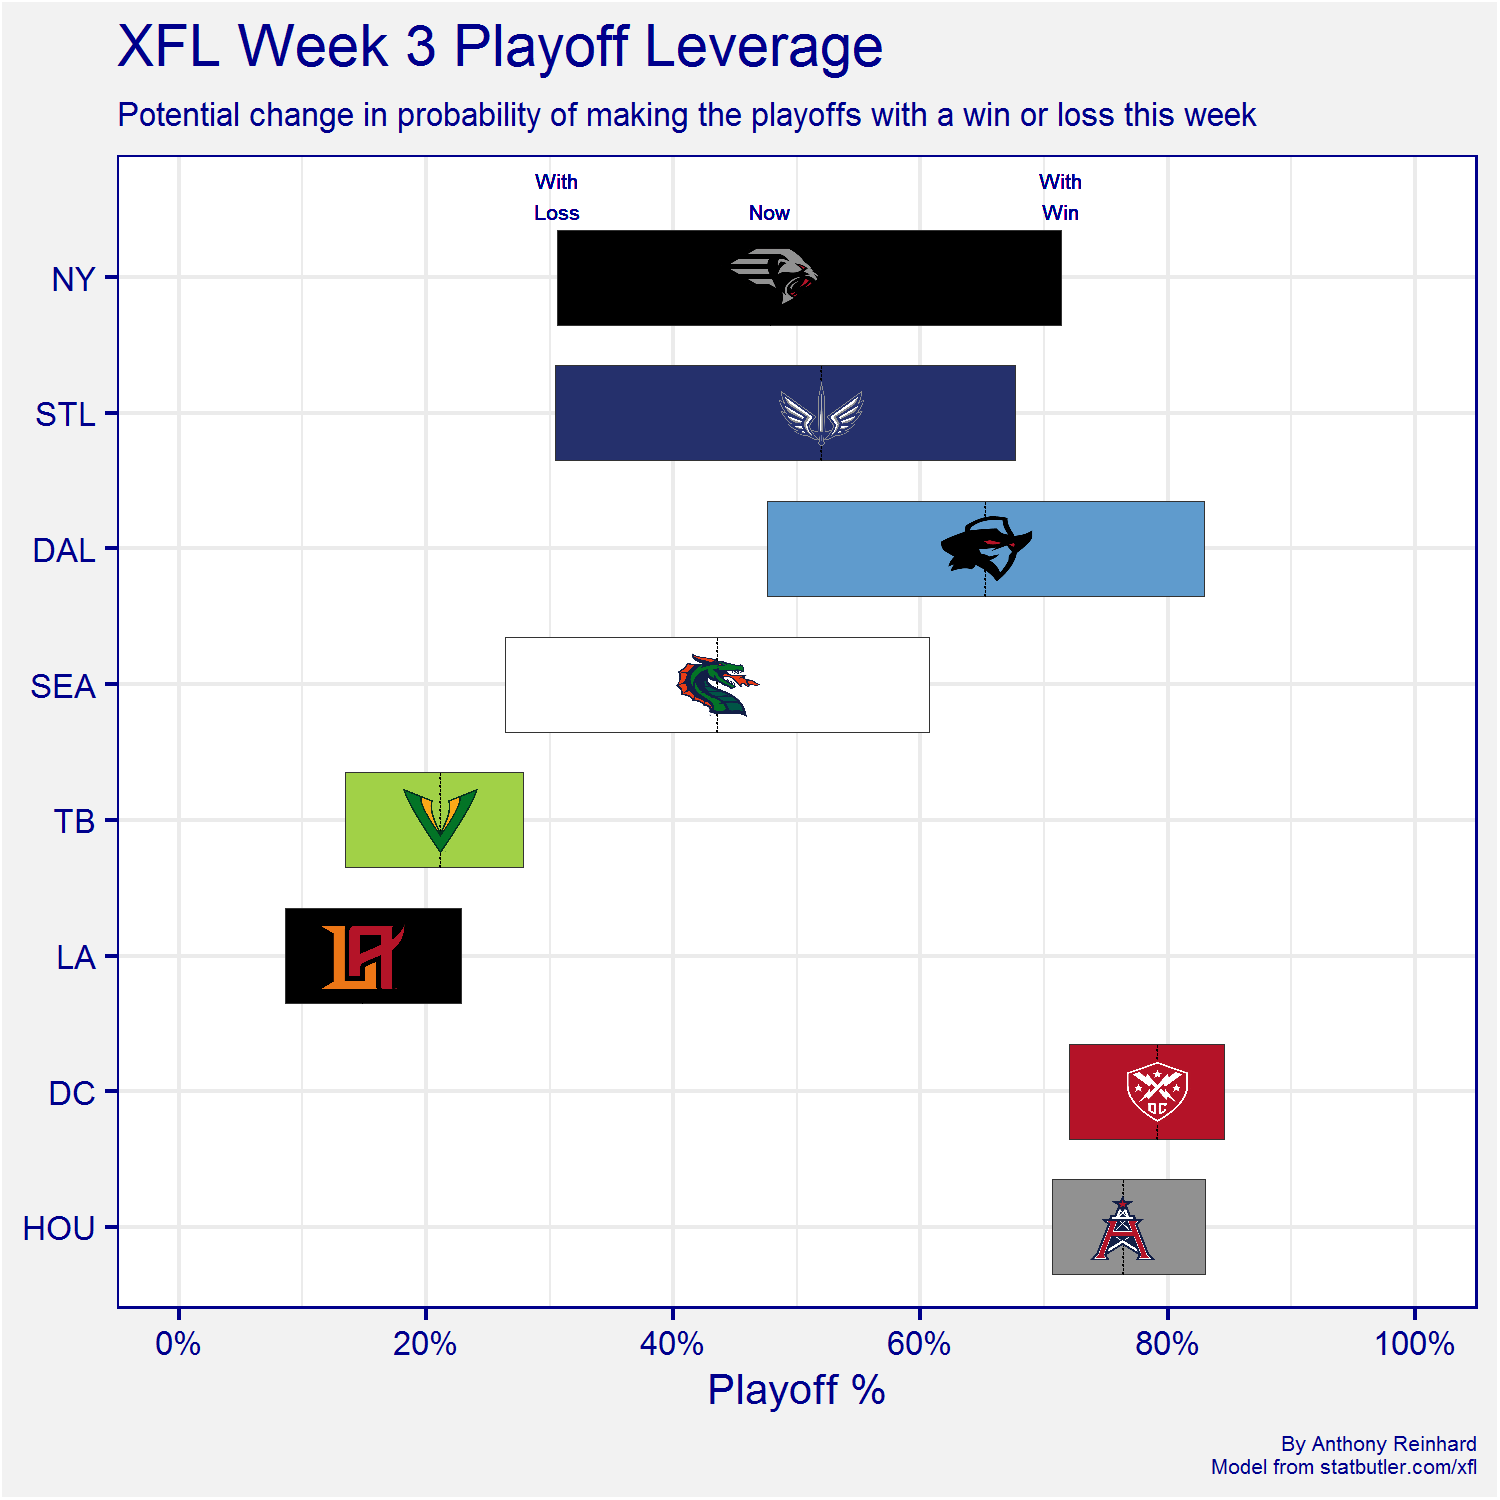 XFL Week 3 Playoff Leverage
Potential change in probability of making the playoffs with a win or loss this week
With
Loss
Now
With
Win
NY
STL
DAL
SEA
TB
LA
LA
DC
DC
HOU
0%
20%
40%
60%
80%
100%
Playoff %
By Anthony Reinhard
Model from statbutler.com/xfl